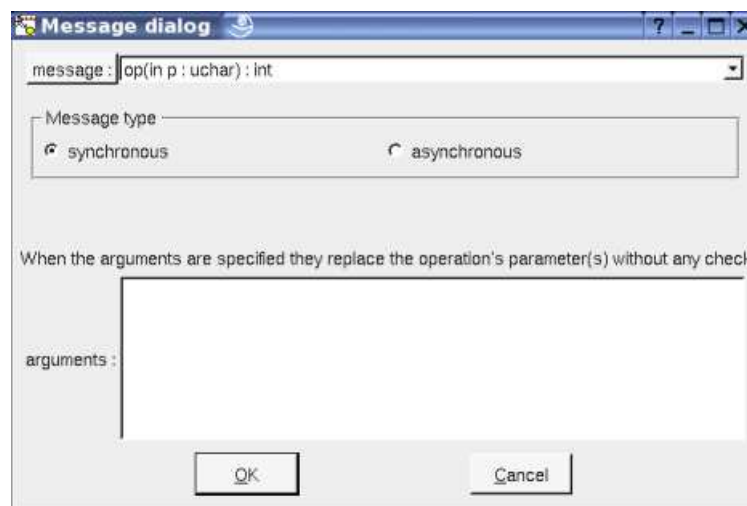 Message dialog
message : op(in p : uchar) : int
Message type
synchronous asynchronous
When the arguments are specified they replace the operation's parameter(s) without any check
arguments :
OK Cancel